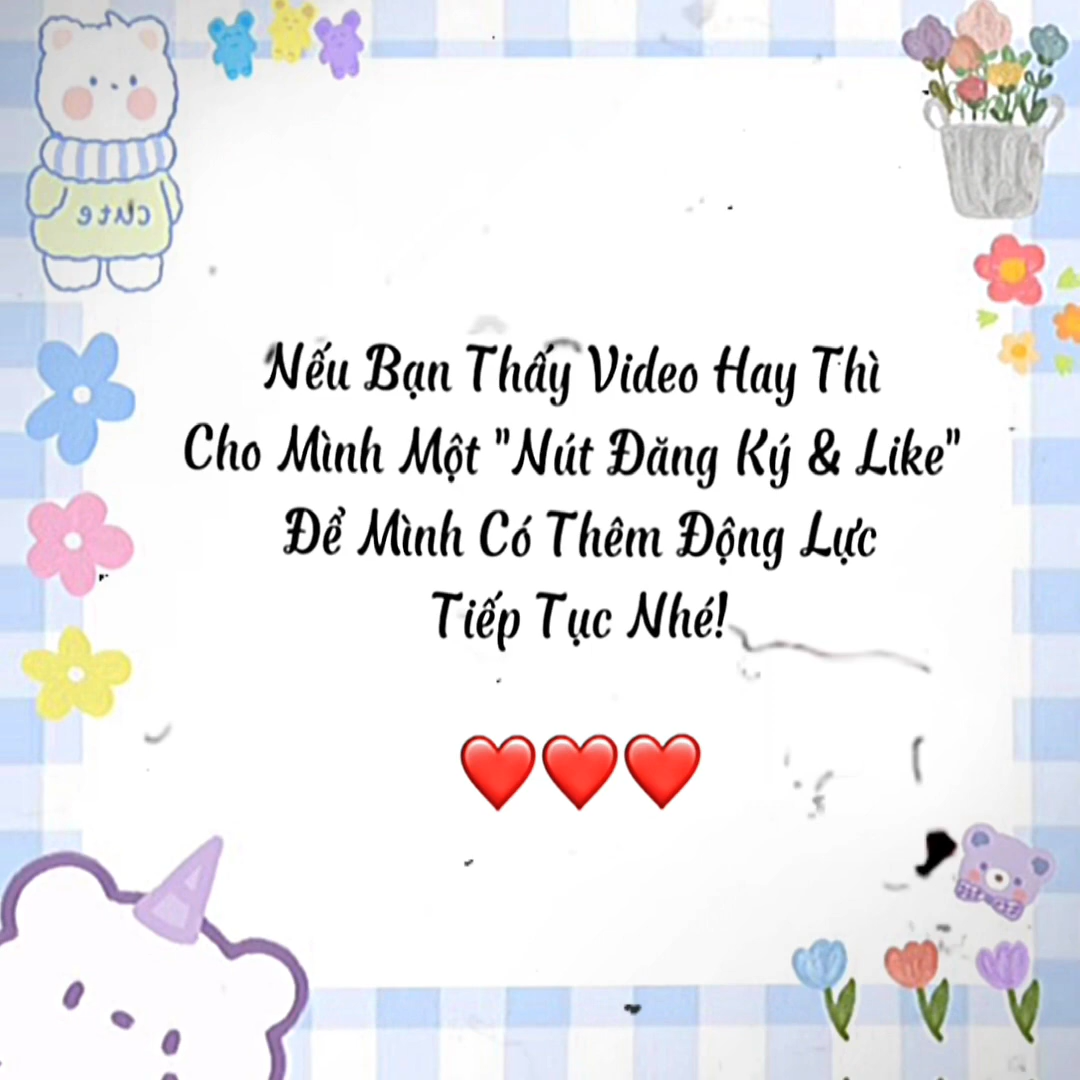 cute
Nếu Bạn Thấy Video Hay Thì
Cho Mình Một "Nút Đăng Ký & Like"
Để Mình Có Thêm Động Lực
Tiếp Tục Nhé!
❤️❤️❤️